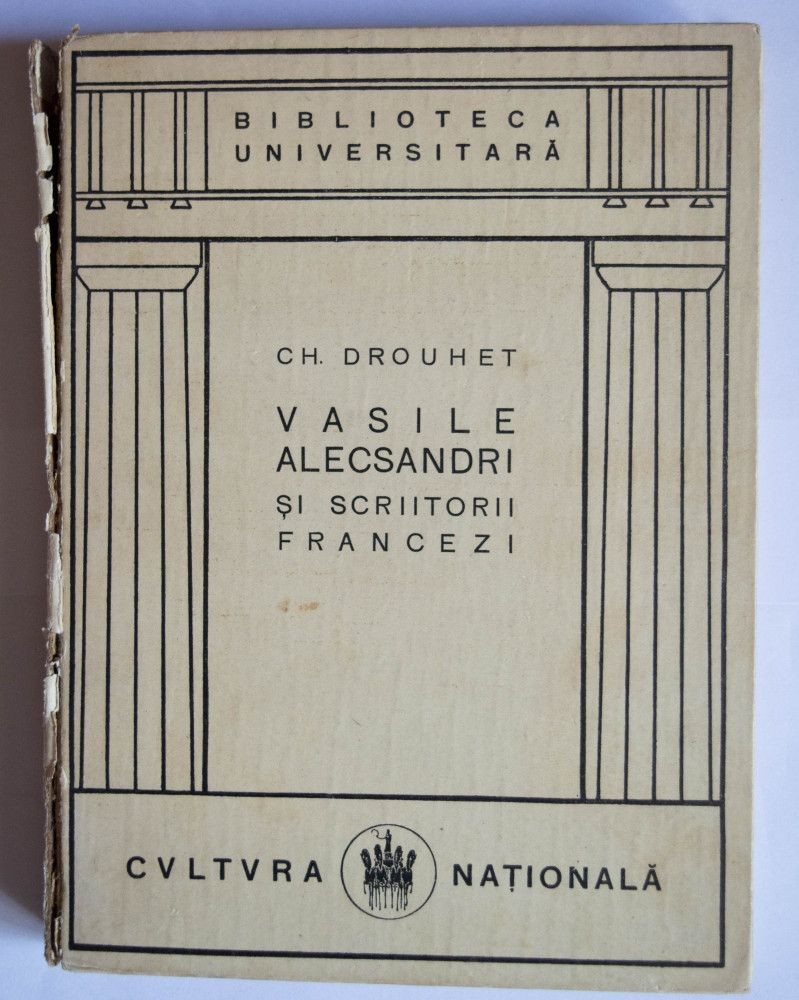 BIBLIOTECA
UNIVERSITARĂ
CH. DROUHET
VASILE
ALECSANDRI
ȘI SCRIITORII
FRANCEZI
CVLTVRA NAȚIONALĂ